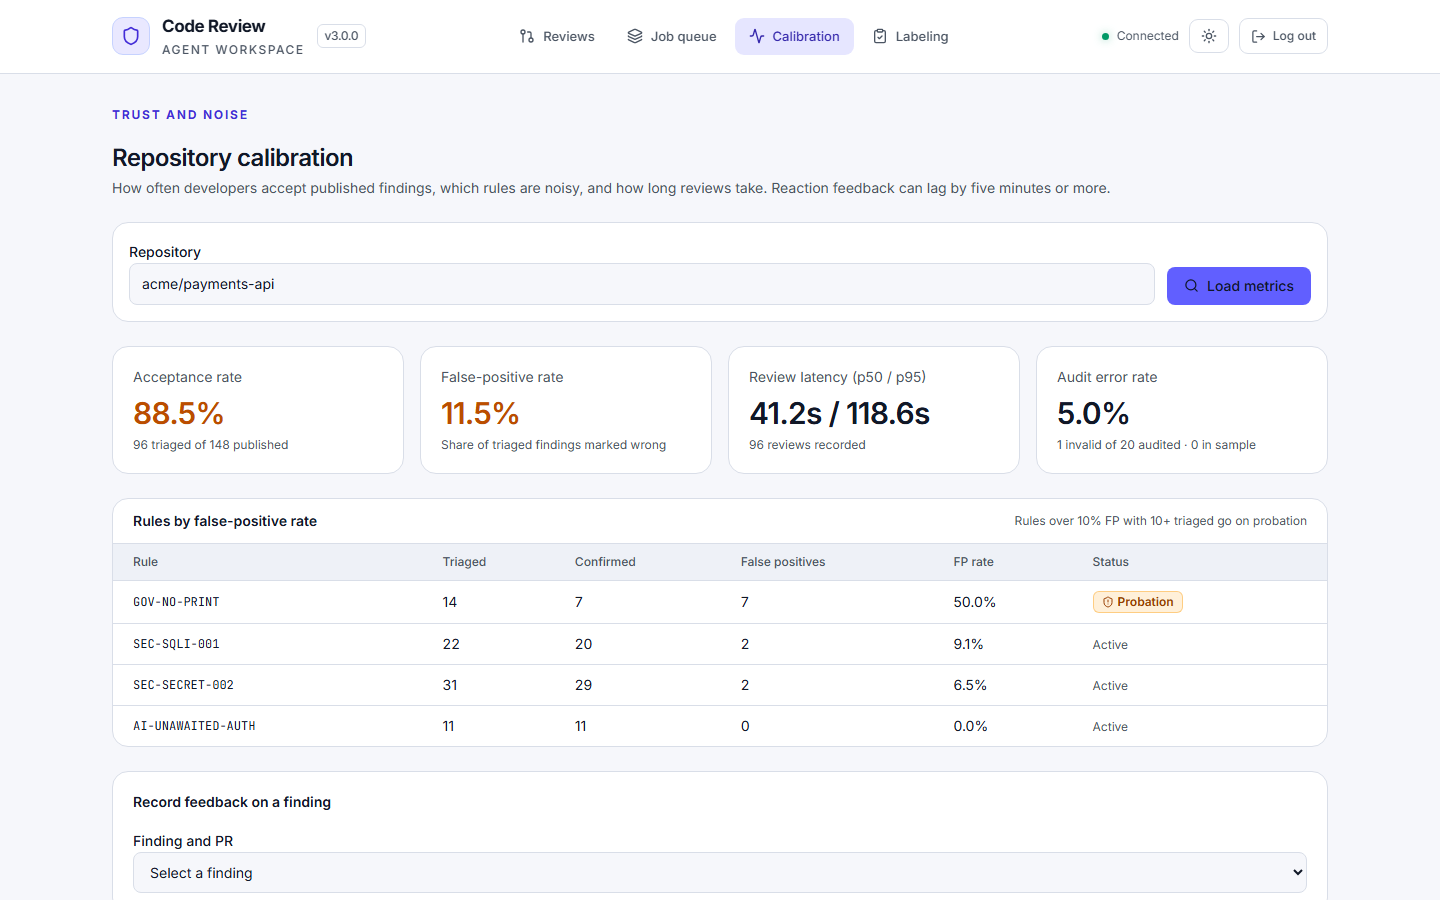 Code Review
AGENT WORKSPACE
v3.0.0
Reviews
Job queue
Calibration
Labeling
Connected
Log out
TRUST AND NOISE
Repository calibration
How often developers accept published findings, which rules are noisy, and how long reviews take. Reaction feedback can lag by five minutes or more.
Repository
acme/payments-api
Load metrics
Acceptance rate
88.5%
96 triaged of 148 published
False-positive rate
11.5%
Share of triaged findings marked wrong
Review latency (p50 / p95)
41.2s / 118.6s
96 reviews recorded
Audit error rate
5.0%
1 invalid of 20 audited · 0 in sample
Rules by false-positive rate
Rules over 10% FP with 10+ triaged go on probation
Rule Triaged Confirmed False positives FP rate Status
GOV-NO-PRINT 14 7 7 50.0% Probation
SEC-SQLI-001 22 20 2 9.1% Active
SEC-SECRET-002 31 29 2 6.5% Active
AI-UNAWAITED-AUTH 11 11 0 0.0% Active
Record feedback on a finding
Finding and PR
Select a finding